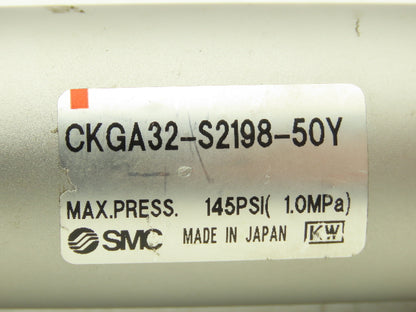 CKGA32-S2198-50Y
MAX.PRESS. 145PSI( 1.0MPa)
SMC MADE IN JAPAN KW